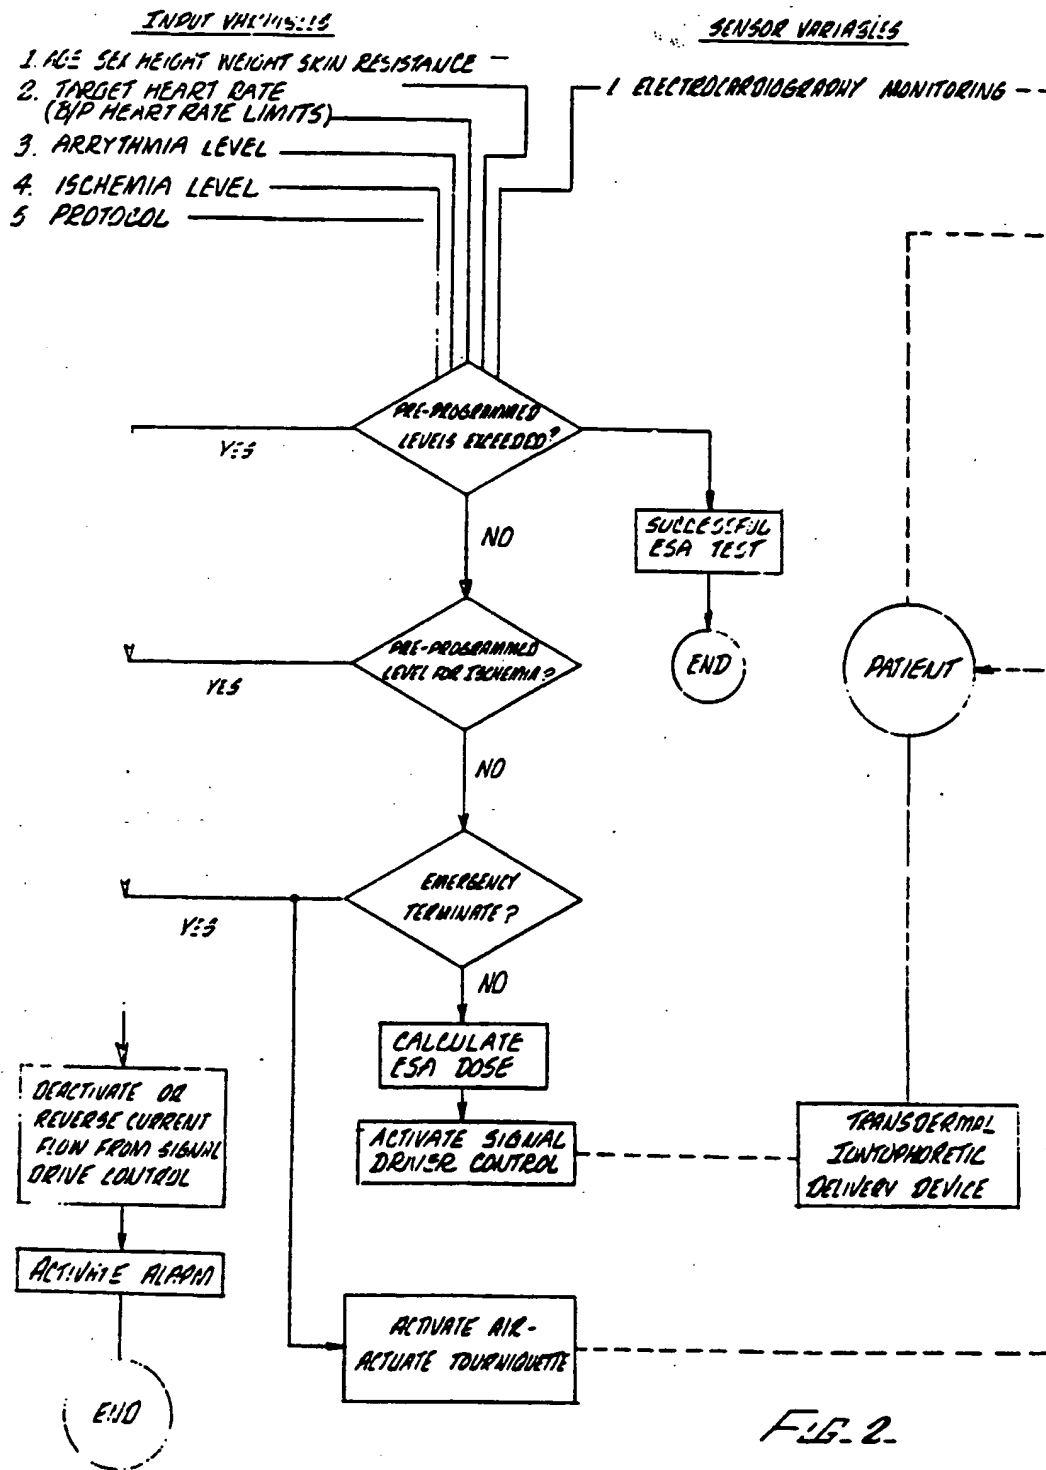 INPUT VARIABLES
1. AGE SEX HEIGHT WEIGHT SKIN RESISTANCE
2. TARGET HEART RATE
(B/P HEART RATE LIMITS)
3. ARRYTHMIA LEVEL
4. ISCHEMIA LEVEL
5 PROTOCOL
SENSOR VARIABLES
1 ELECTROCARDIOGRAPHY MONITORING
PRE-PROGRAMMED
LEVELS EXCEEDED?
YES
NO
SUCCESSFUL
ESA TEST
END
PRE-PROGRAMMED
LEVEL FOR ISCHEMIA?
YES
NO
PATIENT
EMERGENCY
TERMINATE?
YES
NO
CALCULATE
ESA DOSE
ACTIVATE SIGNAL
DRIVER CONTROL
TRANSDERMAL
IONTOPHORETIC
DELIVERY DEVICE
DEACTIVATE OR
REVERSE CURRENT
FLOW FROM SIGNAL
DRIVE CONTROL
ACTIVATE ALARM
END
ACTIVATE AIR-
ACTUATE TOURNIQUETTE
FIG. 2.